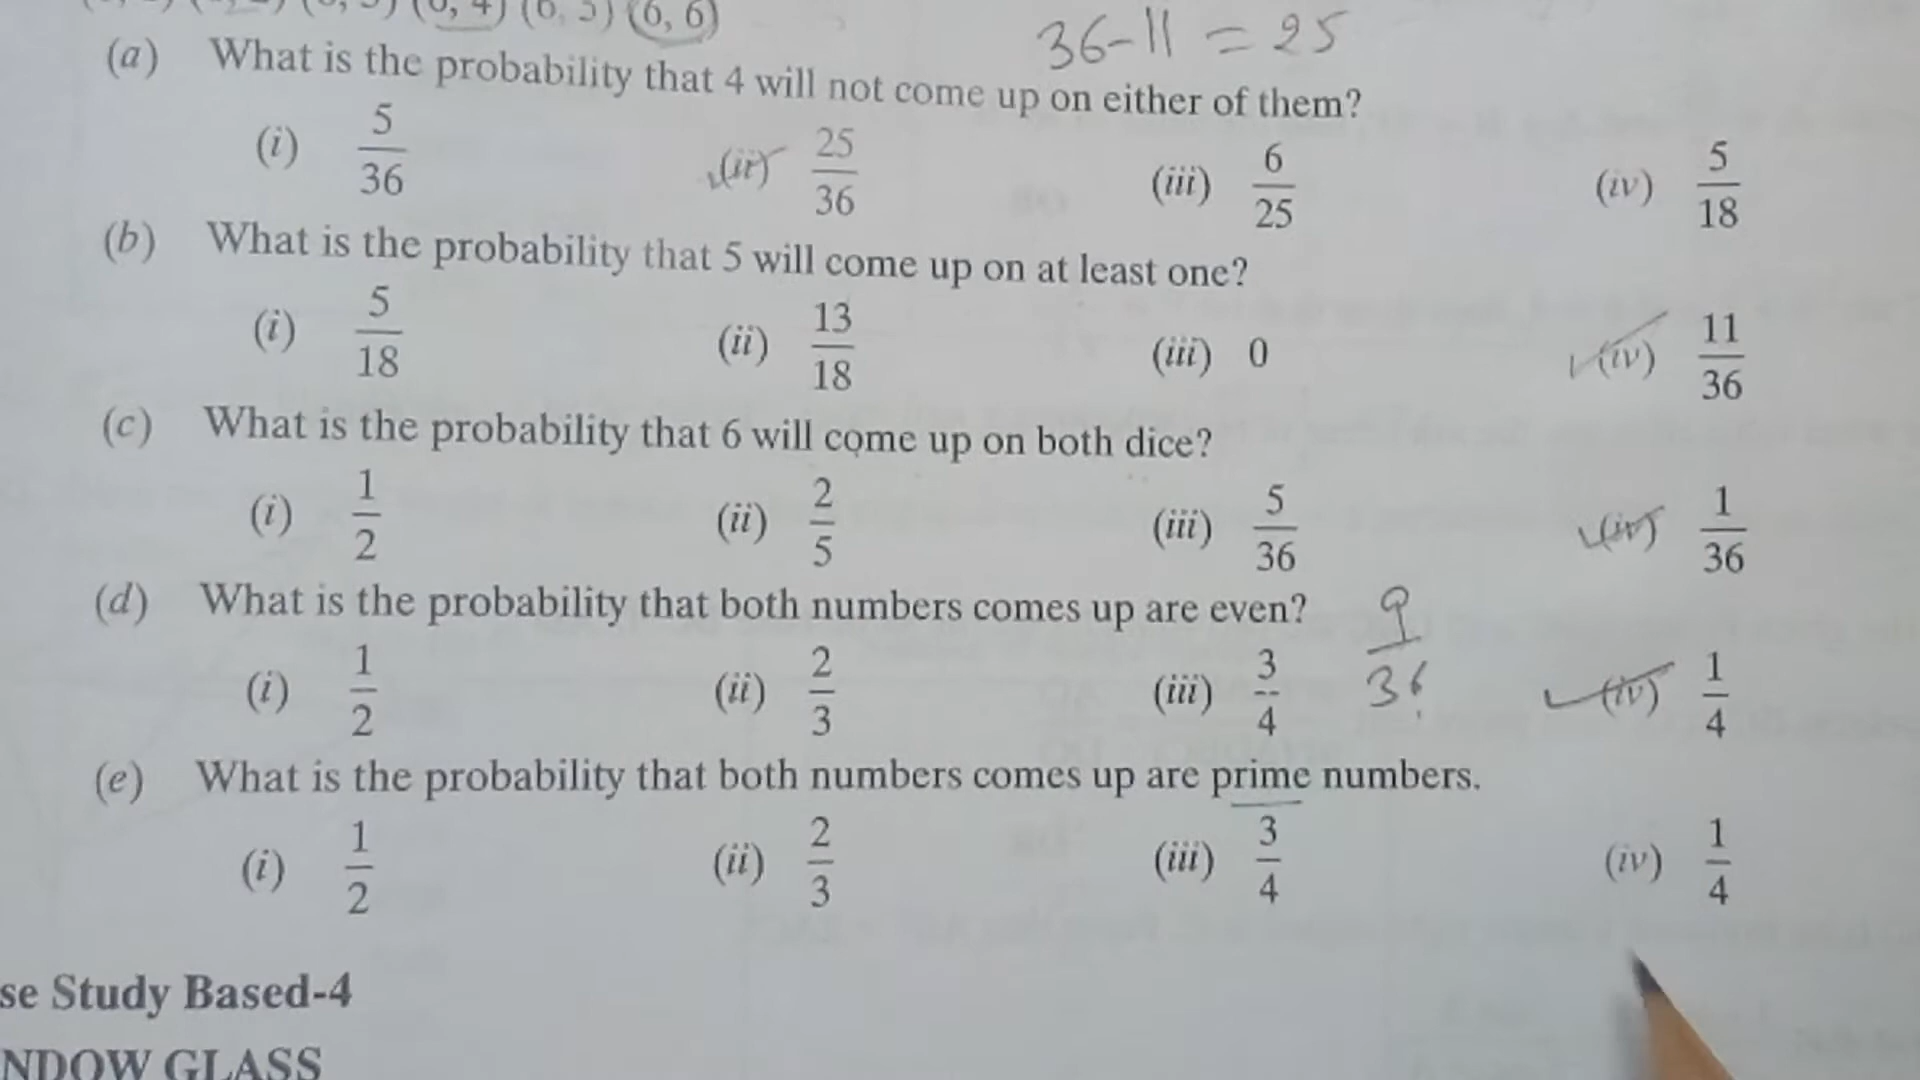 (6, 4) (6, 5) (6, 6)
36-11 = 25
(a) What is the probability that 4 will not come up on either of them?
(i) 5/36 (ii) 25/36 (iii) 6/25 (iv) 5/18
(b) What is the probability that 5 will come up on at least one?
(i) 5/18 (ii) 13/18 (iii) 0 (iv) 11/36
(c) What is the probability that 6 will come up on both dice?
(i) 1/2 (ii) 2/5 (iii) 5/36 (iv) 1/36
(d) What is the probability that both numbers comes up are even? 9/36
(i) 1/2 (ii) 2/3 (iii) 3/4 (iv) 1/4
(e) What is the probability that both numbers comes up are prime numbers.
(i) 1/2 (ii) 2/3 (iii) 3/4 (iv) 1/4
se Study Based-4
NDOW GLASS